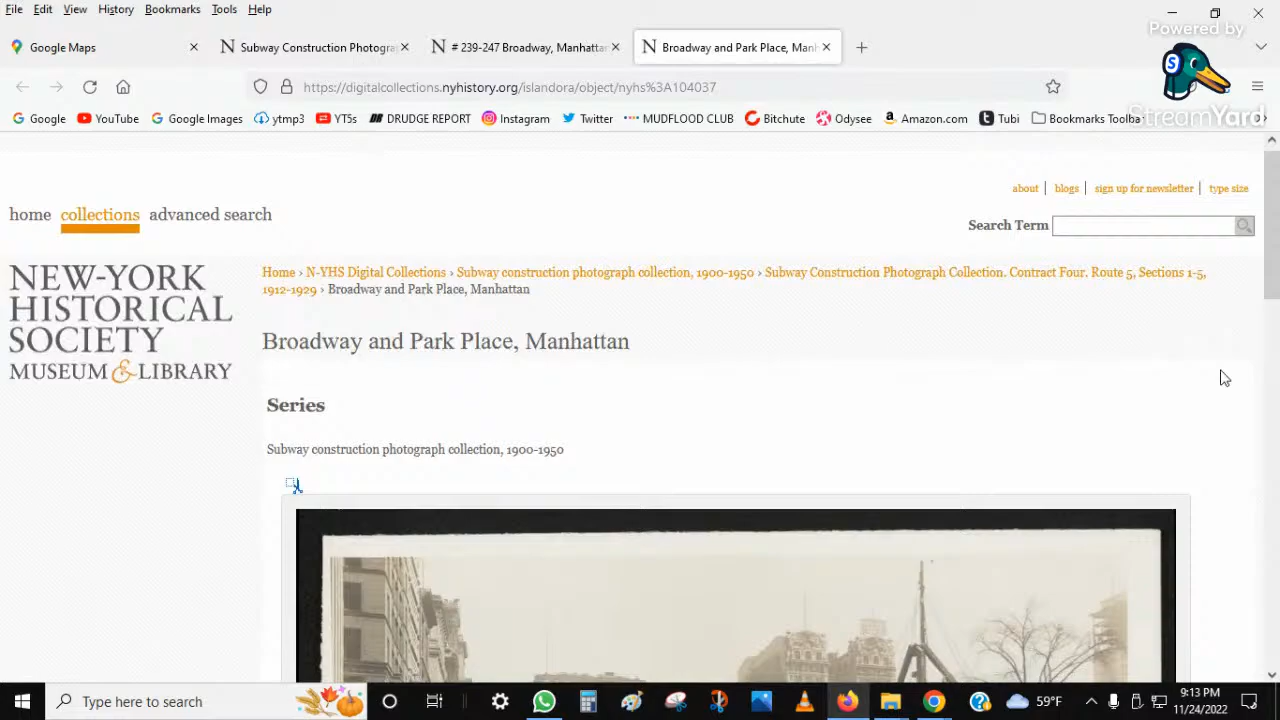 File Edit View History Bookmarks Tools Help
Powered by
Google Maps
Subway Construction Photogra
# 239-247 Broadway, Manhattan
Broadway and Park Place, Manh
https://digitalcollections.nyhistory.org/islandora/object/nyhs%3A104037
S
StreamYard
Google YouTube Google Images ytmp3 YT5s DRUDGE REPORT Instagram Twitter MUDFLOOD CLUB Bitchute Odysee Amazon.com Tubi Bookmarks Toolbar
about blogs sign up for newsletter type size
home collections advanced search
Search Term
NEW-YORK
HISTORICAL
SOCIETY
MUSEUM & LIBRARY
Home › N-YHS Digital Collections › Subway construction photograph collection, 1900-1950 › Subway Construction Photograph Collection. Contract Four. Route 5, Sections 1-5,
1912-1929 › Broadway and Park Place, Manhattan
Broadway and Park Place, Manhattan
Series
Subway construction photograph collection, 1900-1950
Type here to search
59°F
9:13 PM
11/24/2022